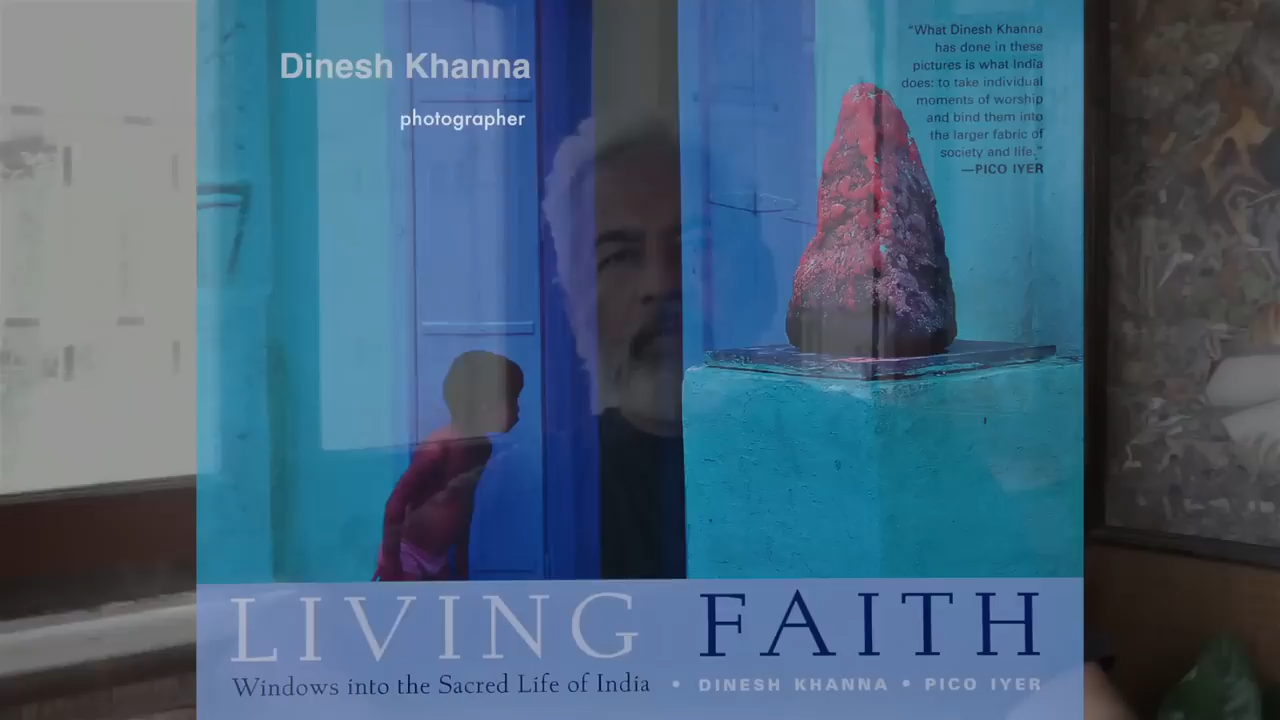 Dinesh Khanna
photographer
“What Dinesh Khanna
has done in these
pictures is what India
does: to take individual
moments of worship
and bind them into
the larger fabric of
society and life.”
—PICO IYER
LIVING FAITH
Windows into the Sacred Life of India • DINESH KHANNA • PICO IYER